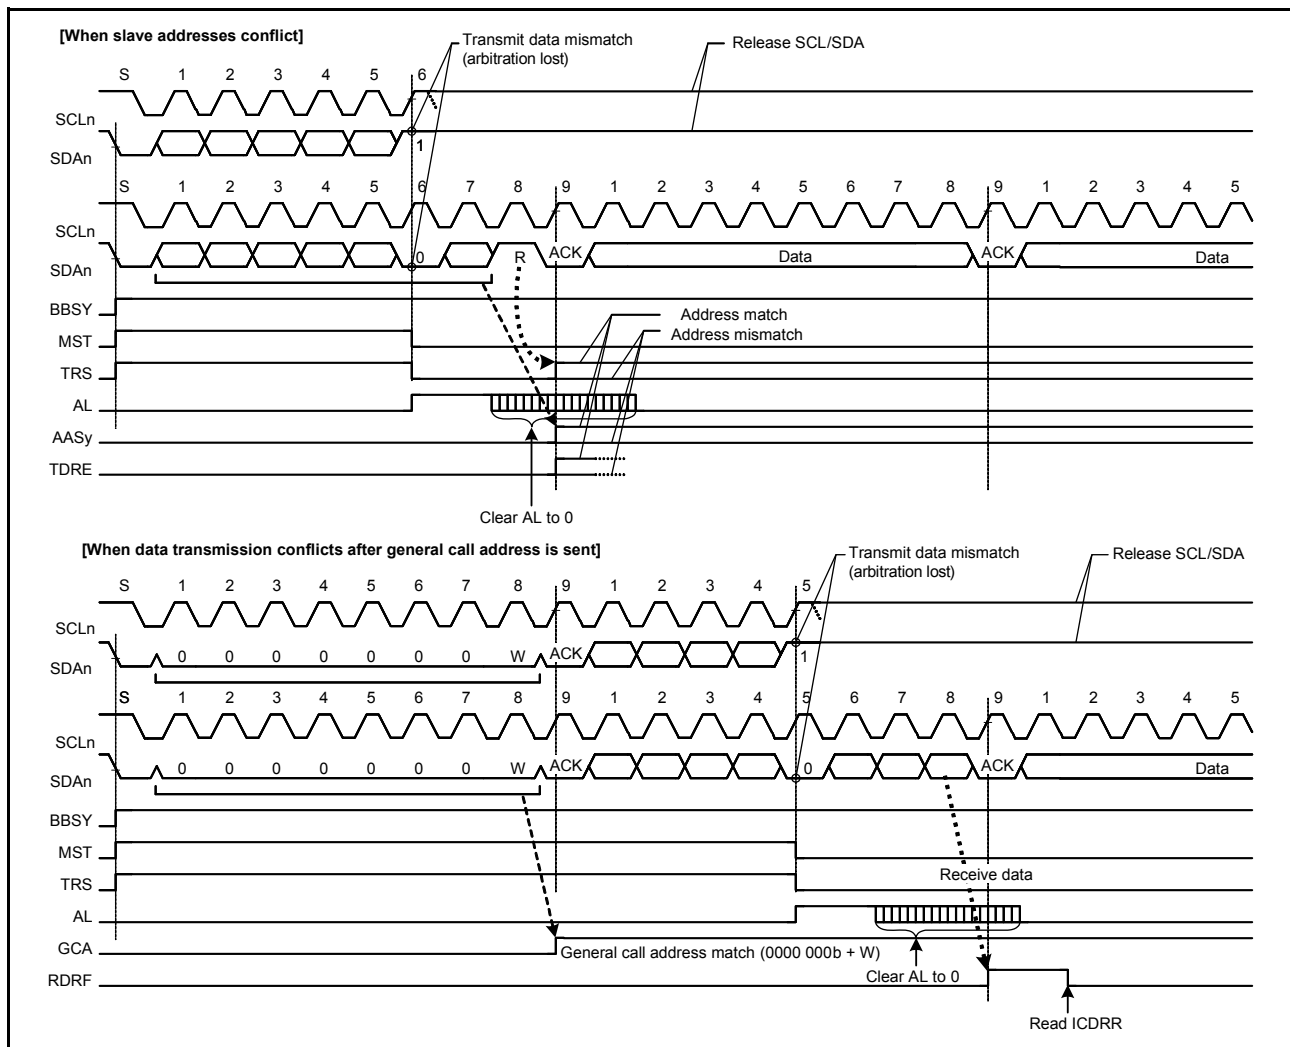 [When slave addresses conflict]
Transmit data mismatch
(arbitration lost)
Release SCL/SDA
S 1 2 3 4 5 6
SCLn
SDAn
1
S 1 2 3 4 5 6 7 8 9 1 2 3 4 5 6 7 8 9 1 2 3 4 5
SCLn
SDAn
0 R ACK Data ACK Data
BBSY
Address match
MST
Address mismatch
TRS
AL
AASy
TDRE
Clear AL to 0
[When data transmission conflicts after general call address is sent]
Transmit data mismatch
(arbitration lost)
Release SCL/SDA
S 1 2 3 4 5 6 7 8 9 1 2 3 4 5
SCLn
SDAn
0 0 0 0 0 0 0 W ACK 1
S 1 2 3 4 5 6 7 8 9 1 2 3 4 5 6 7 8 9 1 2 3 4 5
SCLn
SDAn
0 0 0 0 0 0 0 W ACK 0 ACK Data
BBSY
MST
TRS
Receive data
AL
GCA
General call address match (0000 000b + W)
Clear AL to 0
RDRF
Read ICDRR